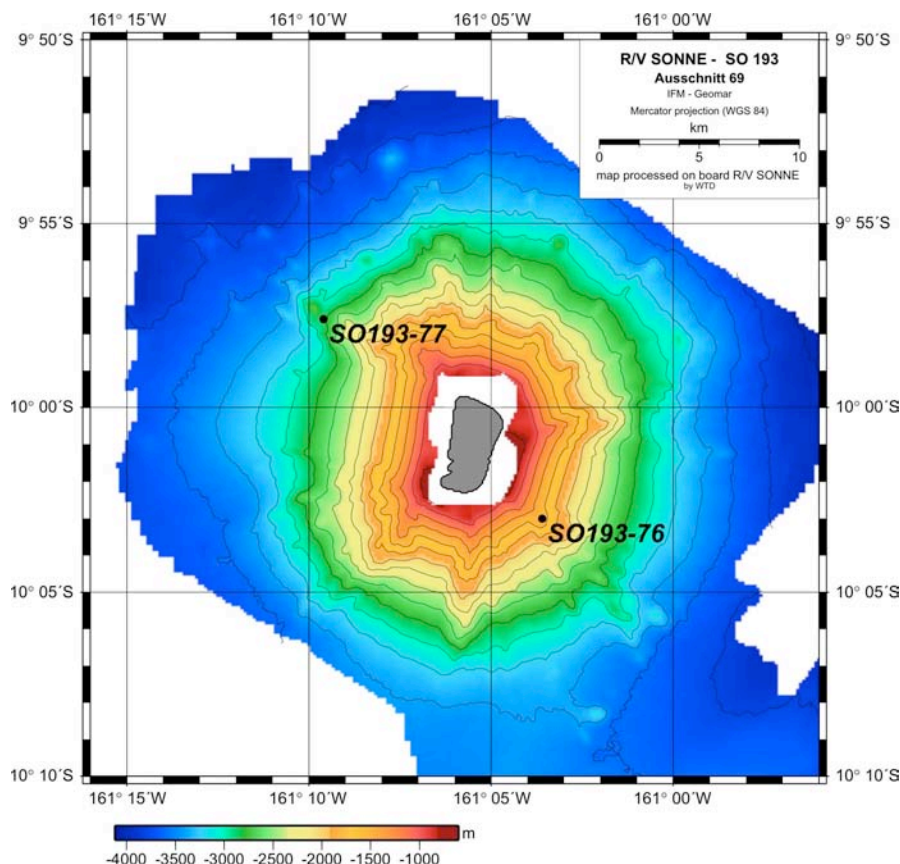 161° 15´W 161° 10´W 161° 05´W 161° 00´W
9° 50´S 9° 50´S
R/V SONNE - SO 193
Ausschnitt 69
IFM - Geomar
Mercator projection (WGS 84)
km
0 5 10
map processed on board R/V SONNE
by WTD
9° 55´S 9° 55´S
SO193-77
10° 00´S 10° 00´S
SO193-76
10° 05´S 10° 05´S
10° 10´S 10° 10´S
161° 15´W 161° 10´W 161° 05´W 161° 00´W
m
-4000 -3500 -3000 -2500 -2000 -1500 -1000